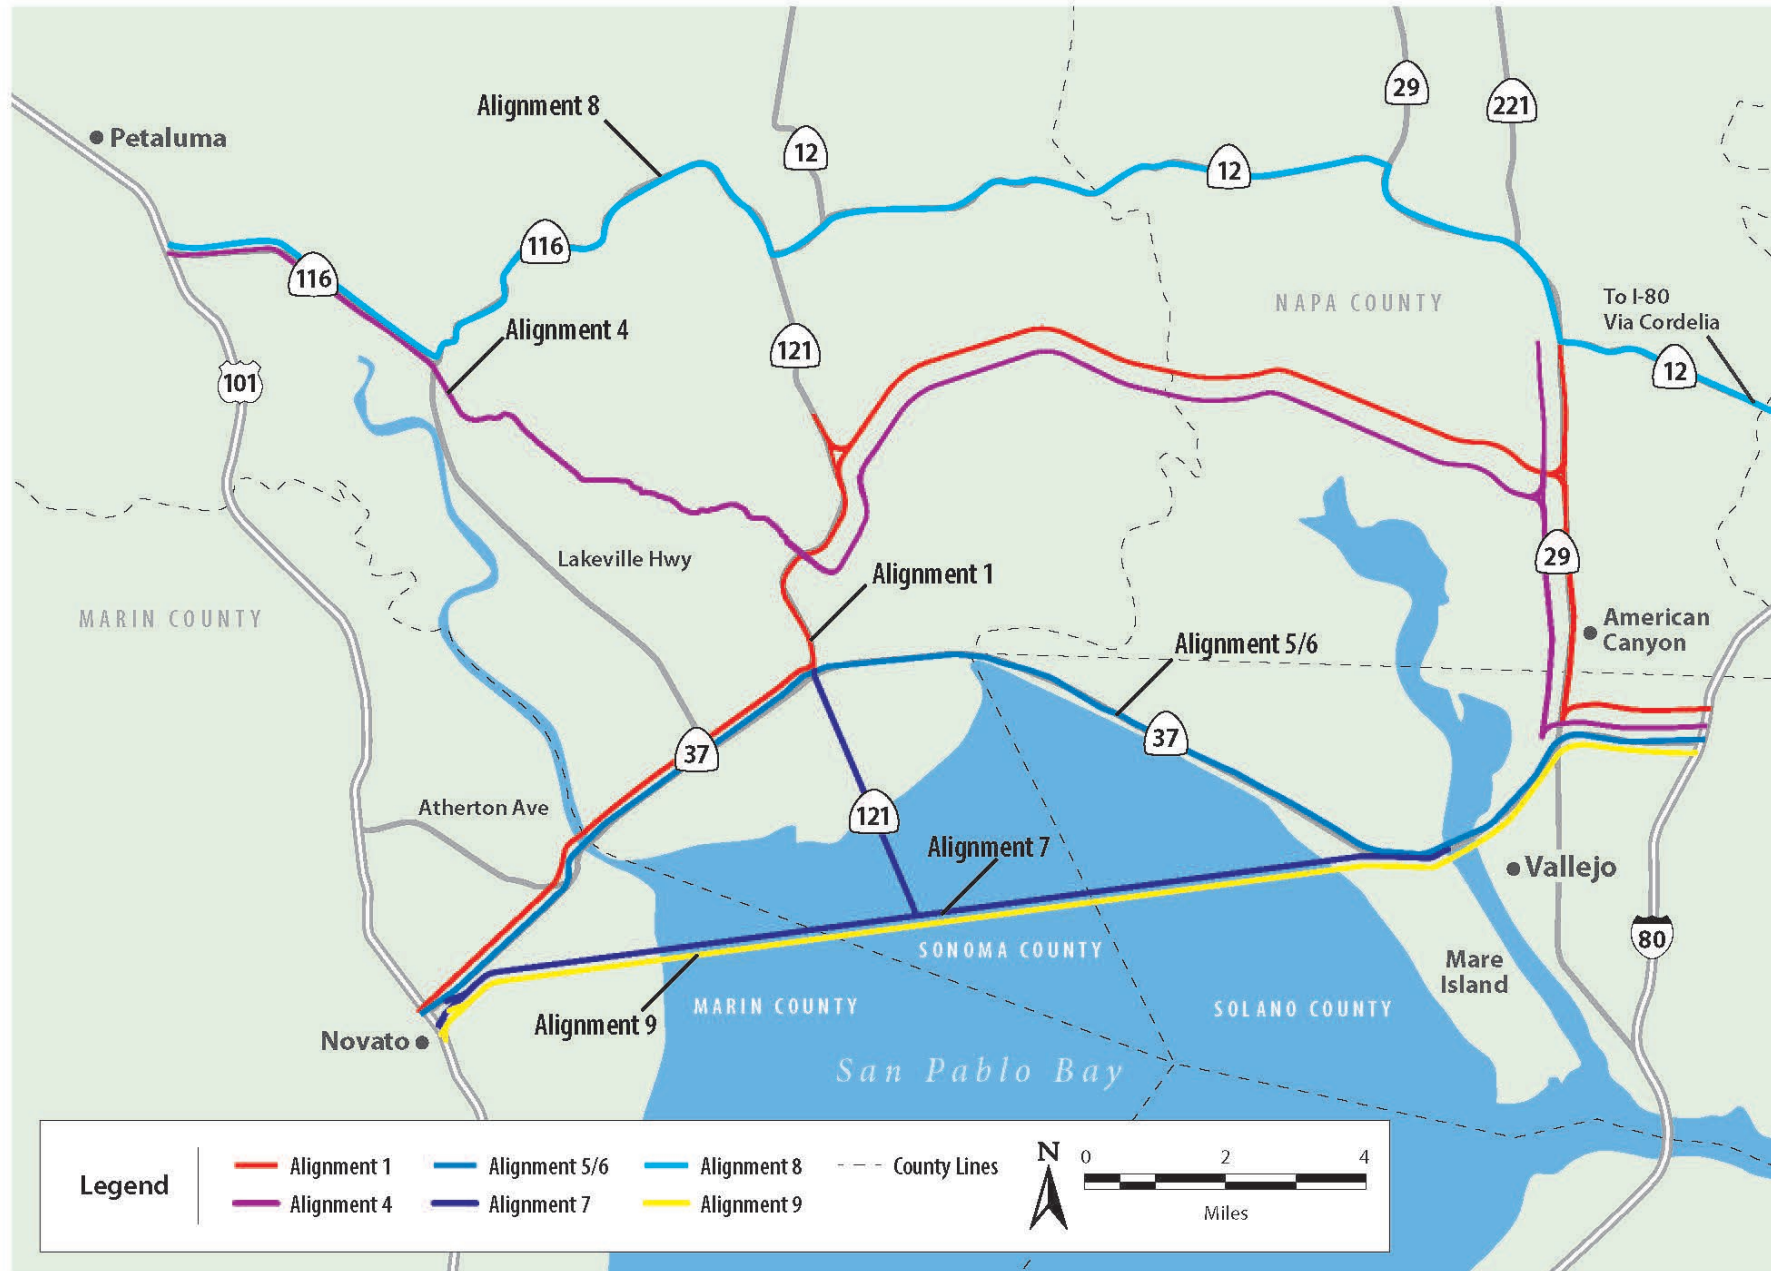 29
221
Alignment 8
Petaluma
12
12
116
116
NAPA COUNTY
To I-80
Via Cordelia
Alignment 4
121
12
101
29
Lakeville Hwy
Alignment 1
MARIN COUNTY
American
Canyon
Alignment 5/6
37
37
Atherton Ave
121
Alignment 7
Vallejo
SONOMA COUNTY
80
Mare
Island
MARIN COUNTY
SOLANO COUNTY
Alignment 9
Novato
San Pablo Bay
Legend
Alignment 1
Alignment 5/6
Alignment 8
County Lines
Alignment 4
Alignment 7
Alignment 9
N
0 2 4
Miles